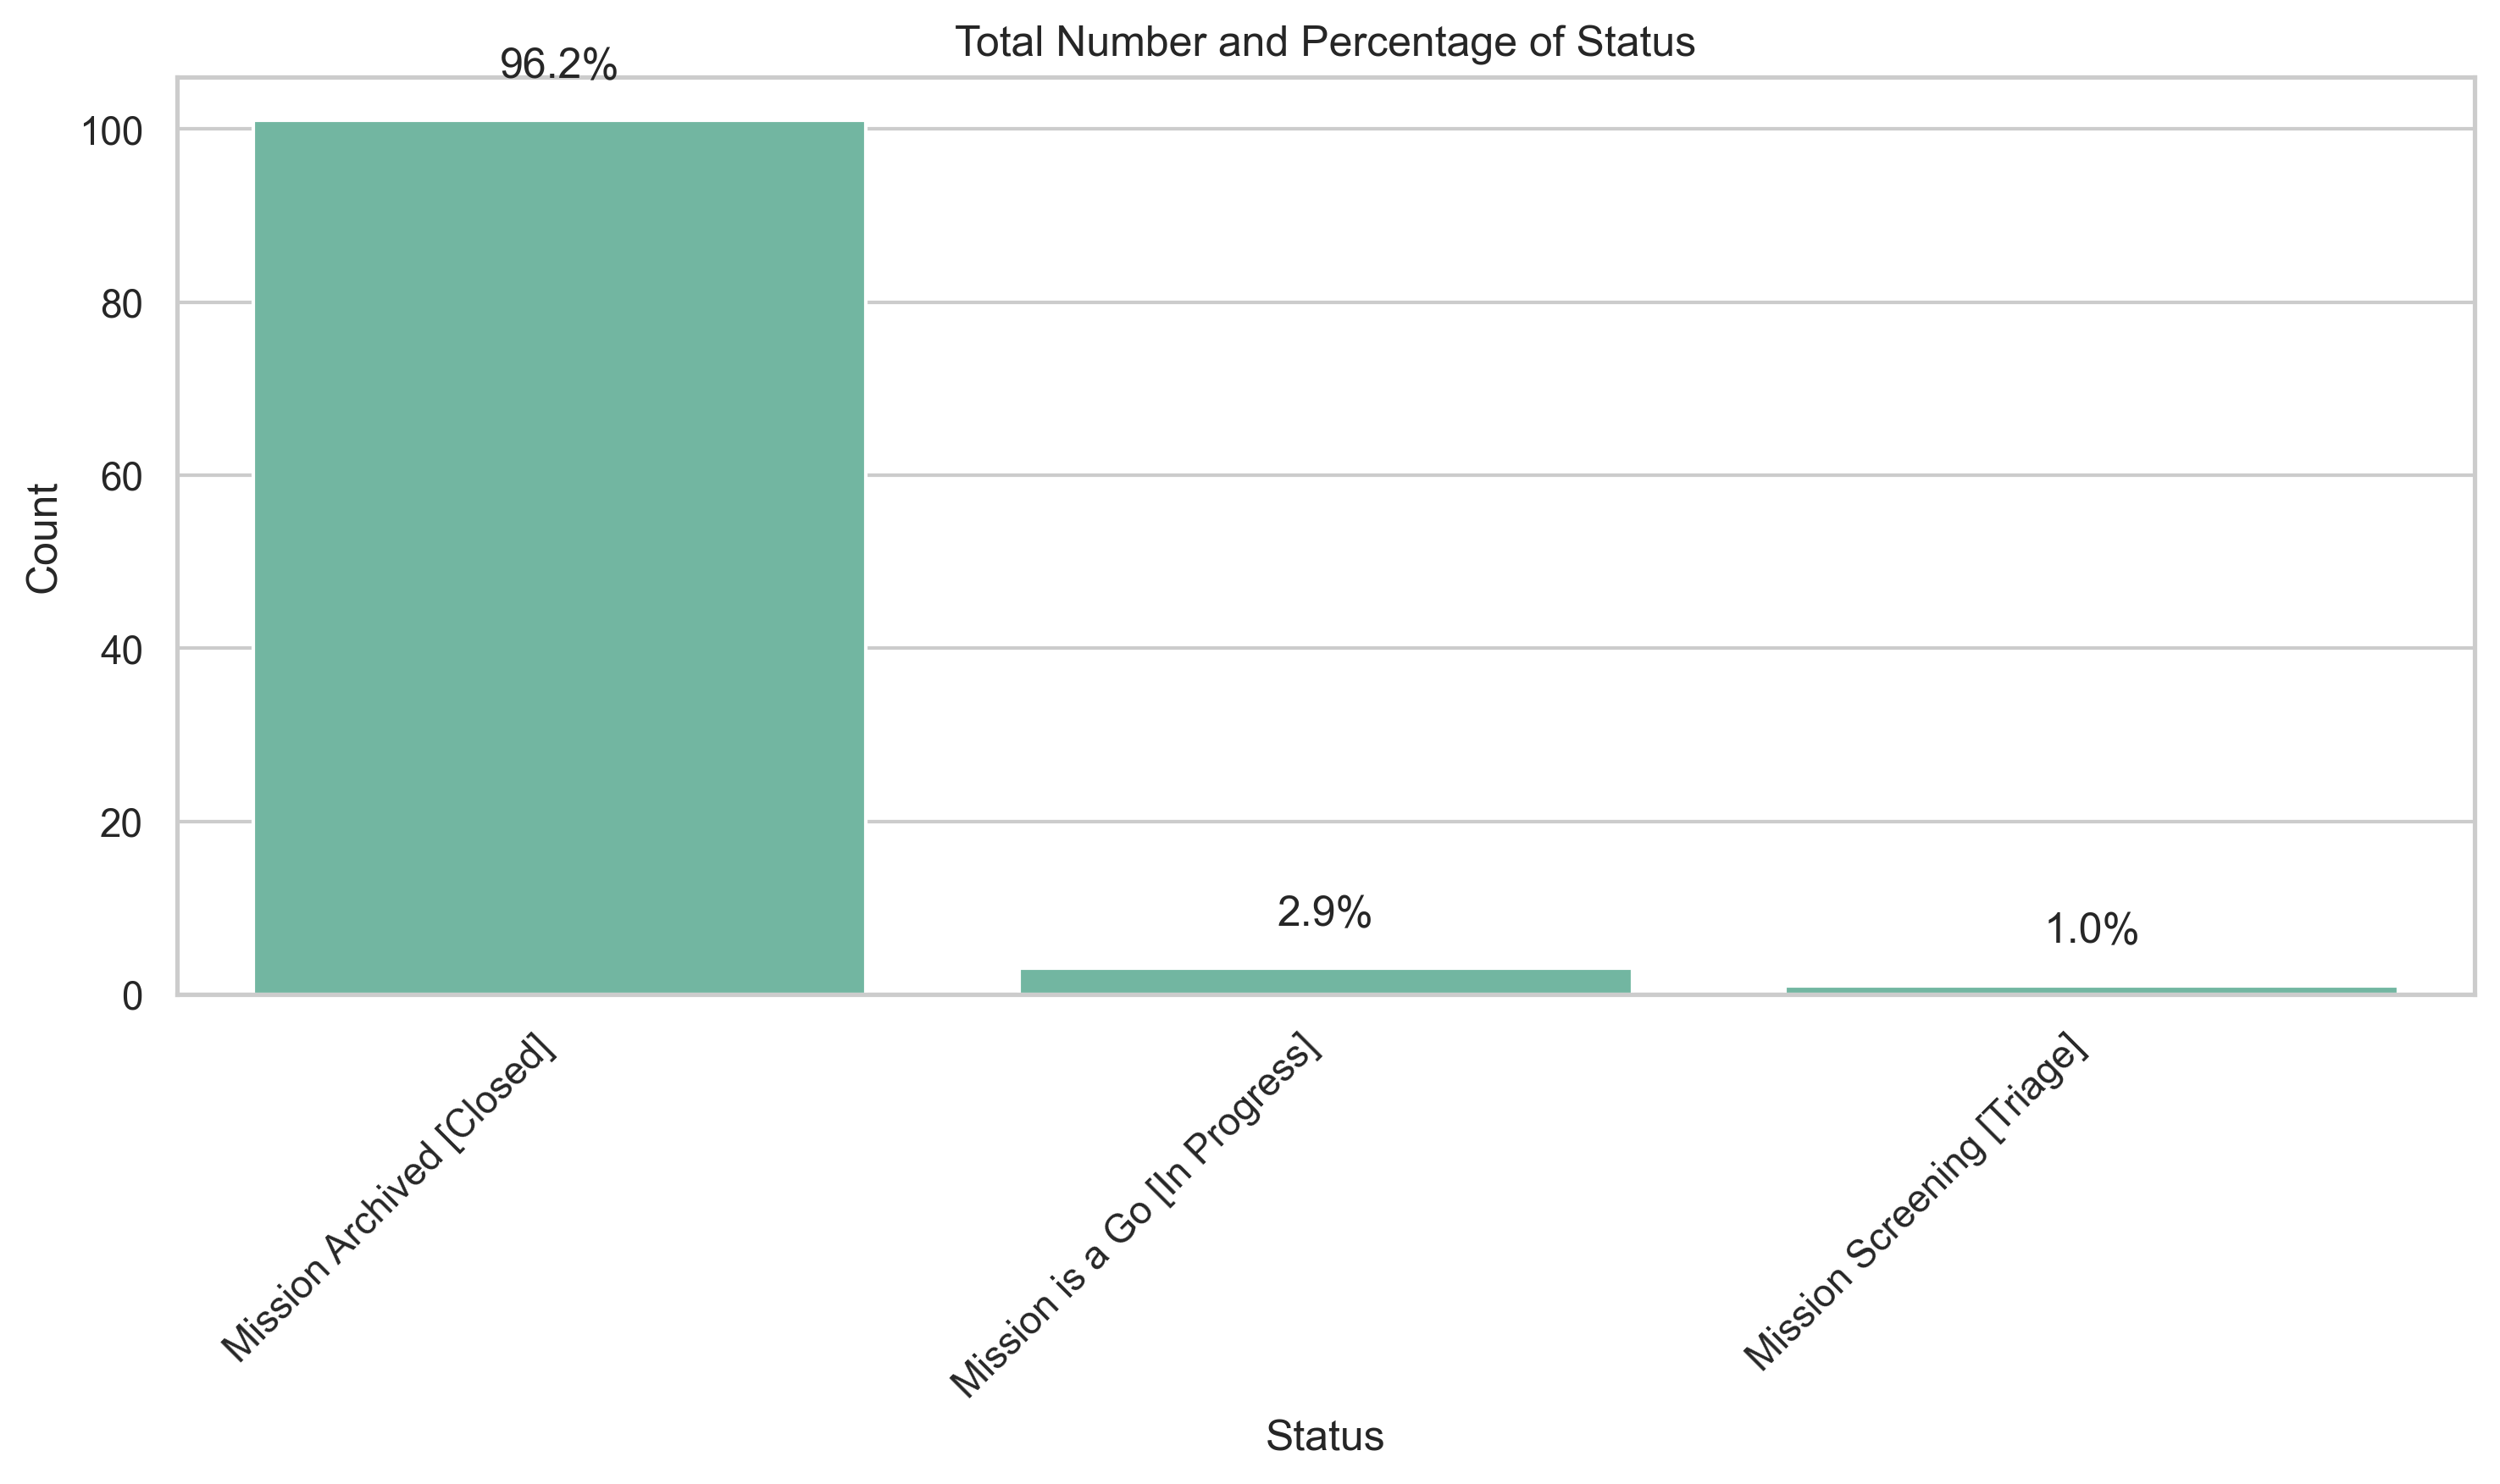 Total Number and Percentage of Status
96.2%
100
80
60
40
20
0
Count
2.9%
1.0%
Mission Archived [Closed]
Mission is a Go [In Progress]
Mission Screening [Triage]
Status